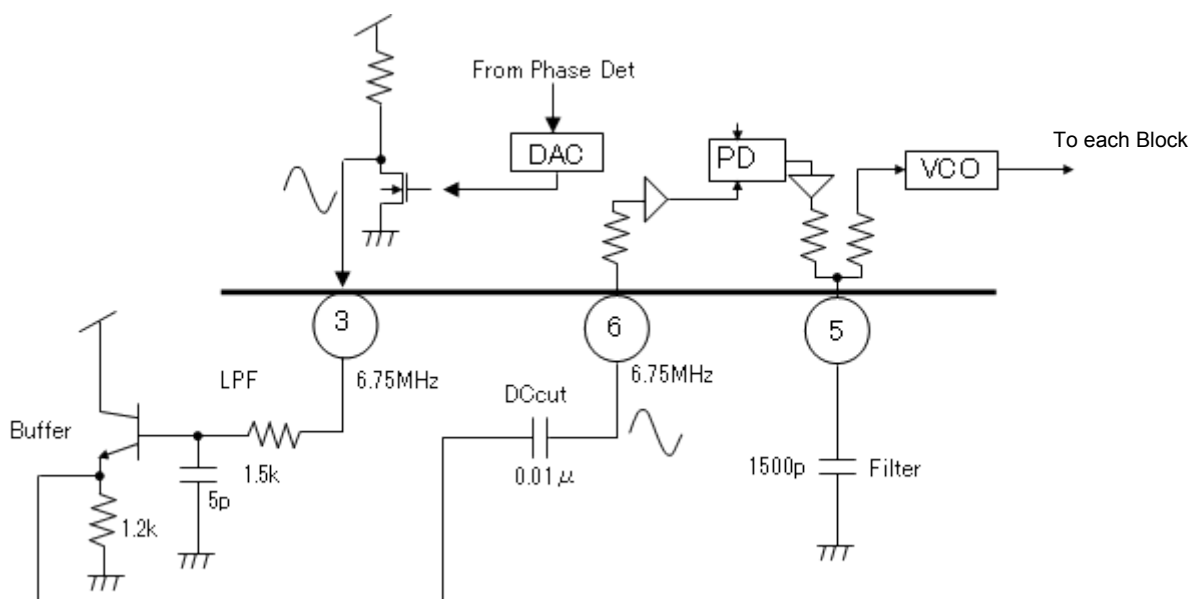 From Phase Det
DAC
PD
VCO
To each Block
3
6
5
LPF
6.75MHz
6.75MHz
DCcut
Buffer
1.5k
0.01μ
1500p
Filter
5p
1.2k